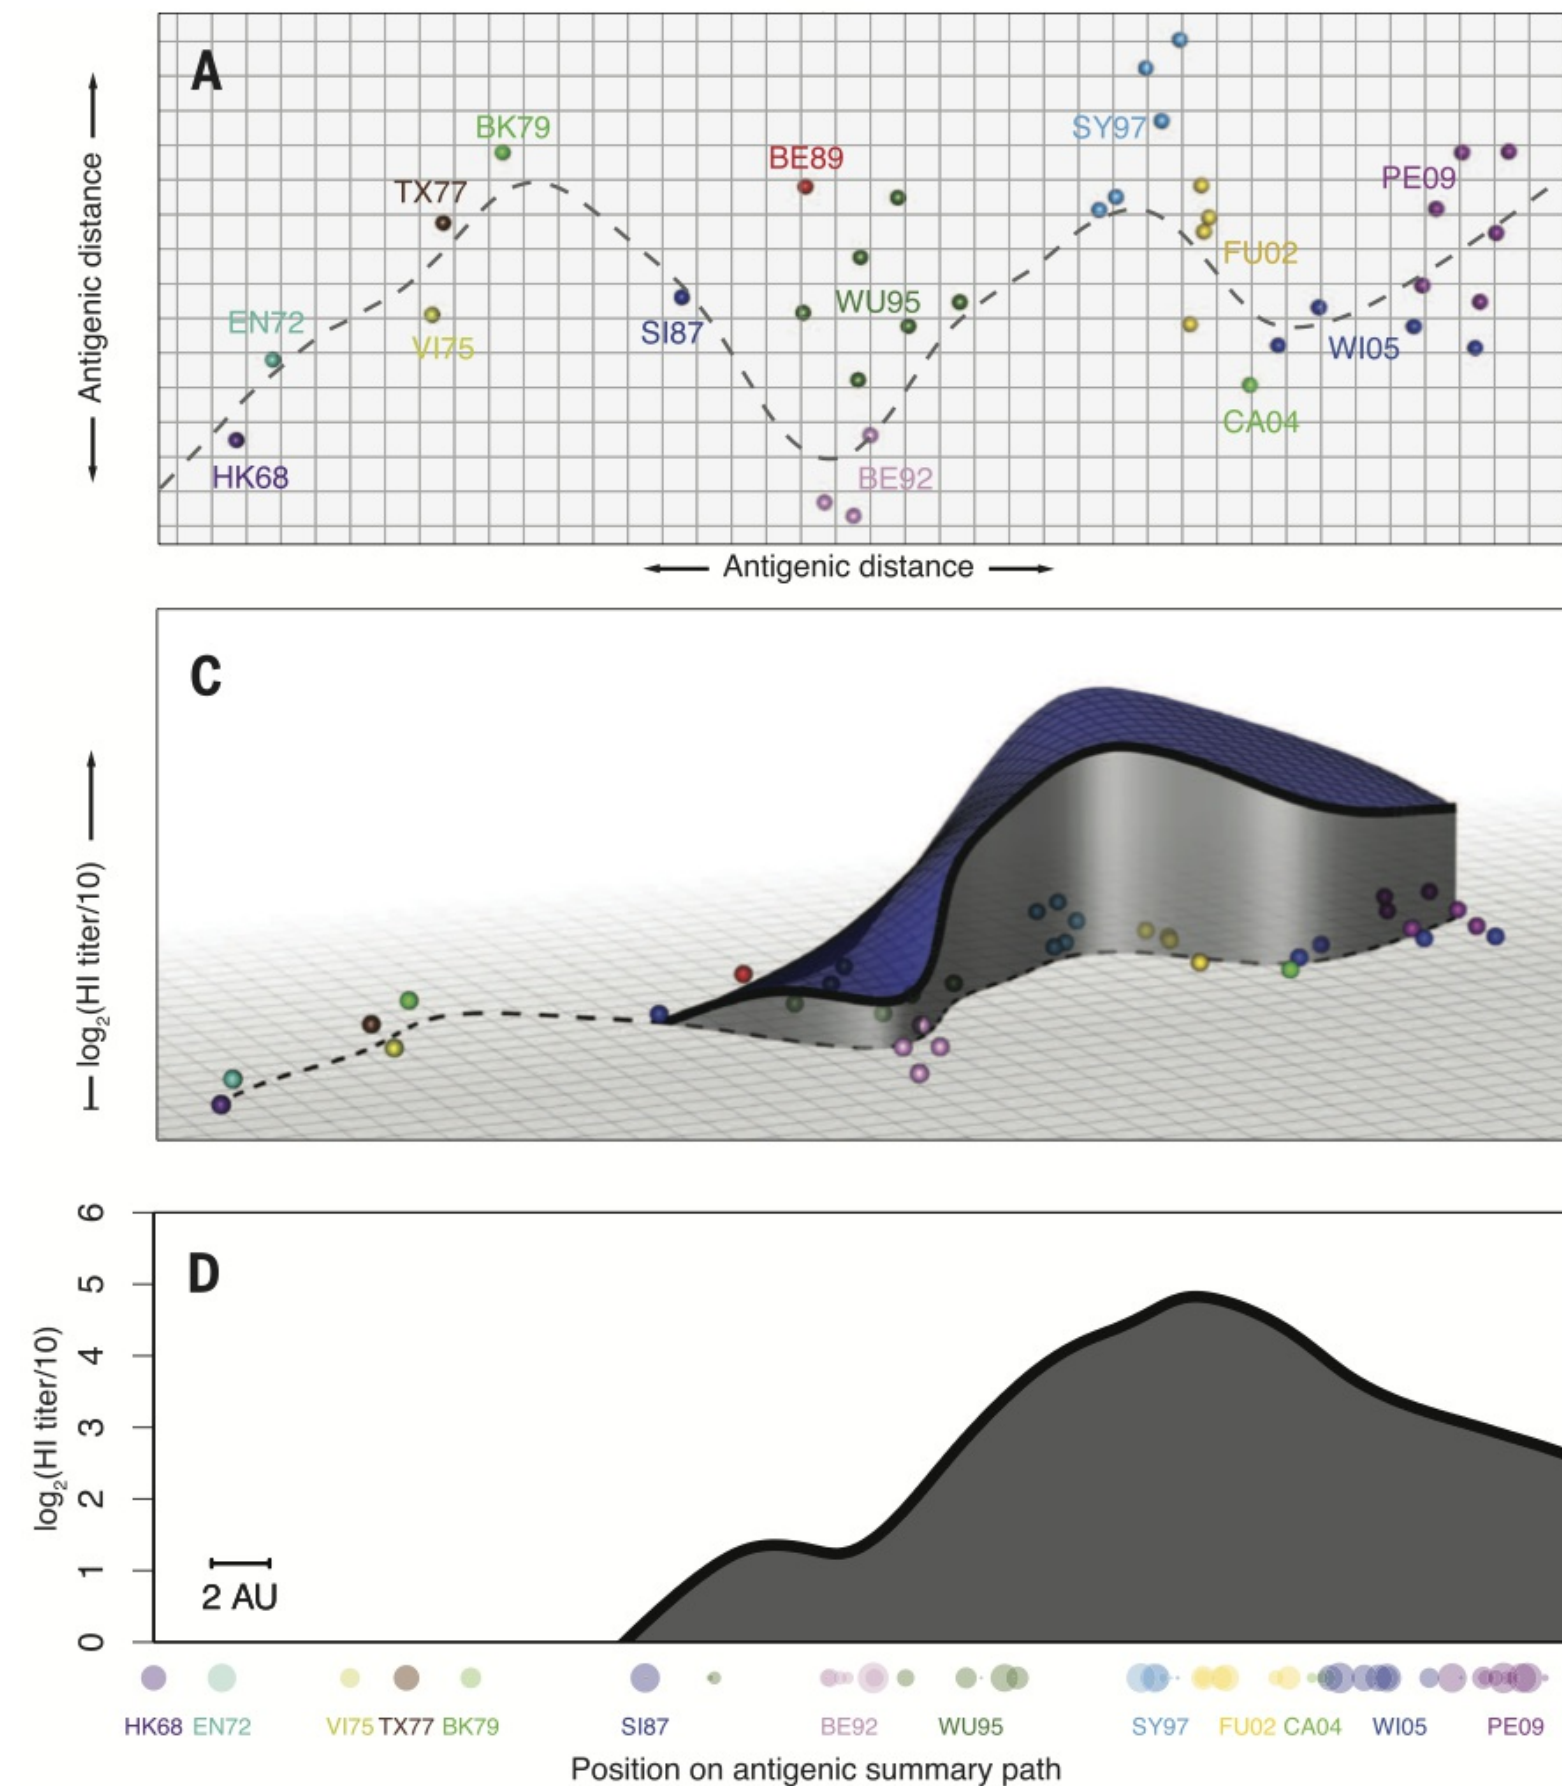 A
Antigenic distance
BK79
TX77
EN72
VI75
HK68
SI87
BE89
WU95
BE92
SY97
FU02
PE09
WI05
CA04
Antigenic distance
C
log2(HI titer/10)
D
log2(HI titer/10)
6
5
4
3
2
1
0
2 AU
HK68 EN72 VI75 TX77 BK79 SI87 BE92 WU95 SY97 FU02 CA04 WI05 PE09
Position on antigenic summary path